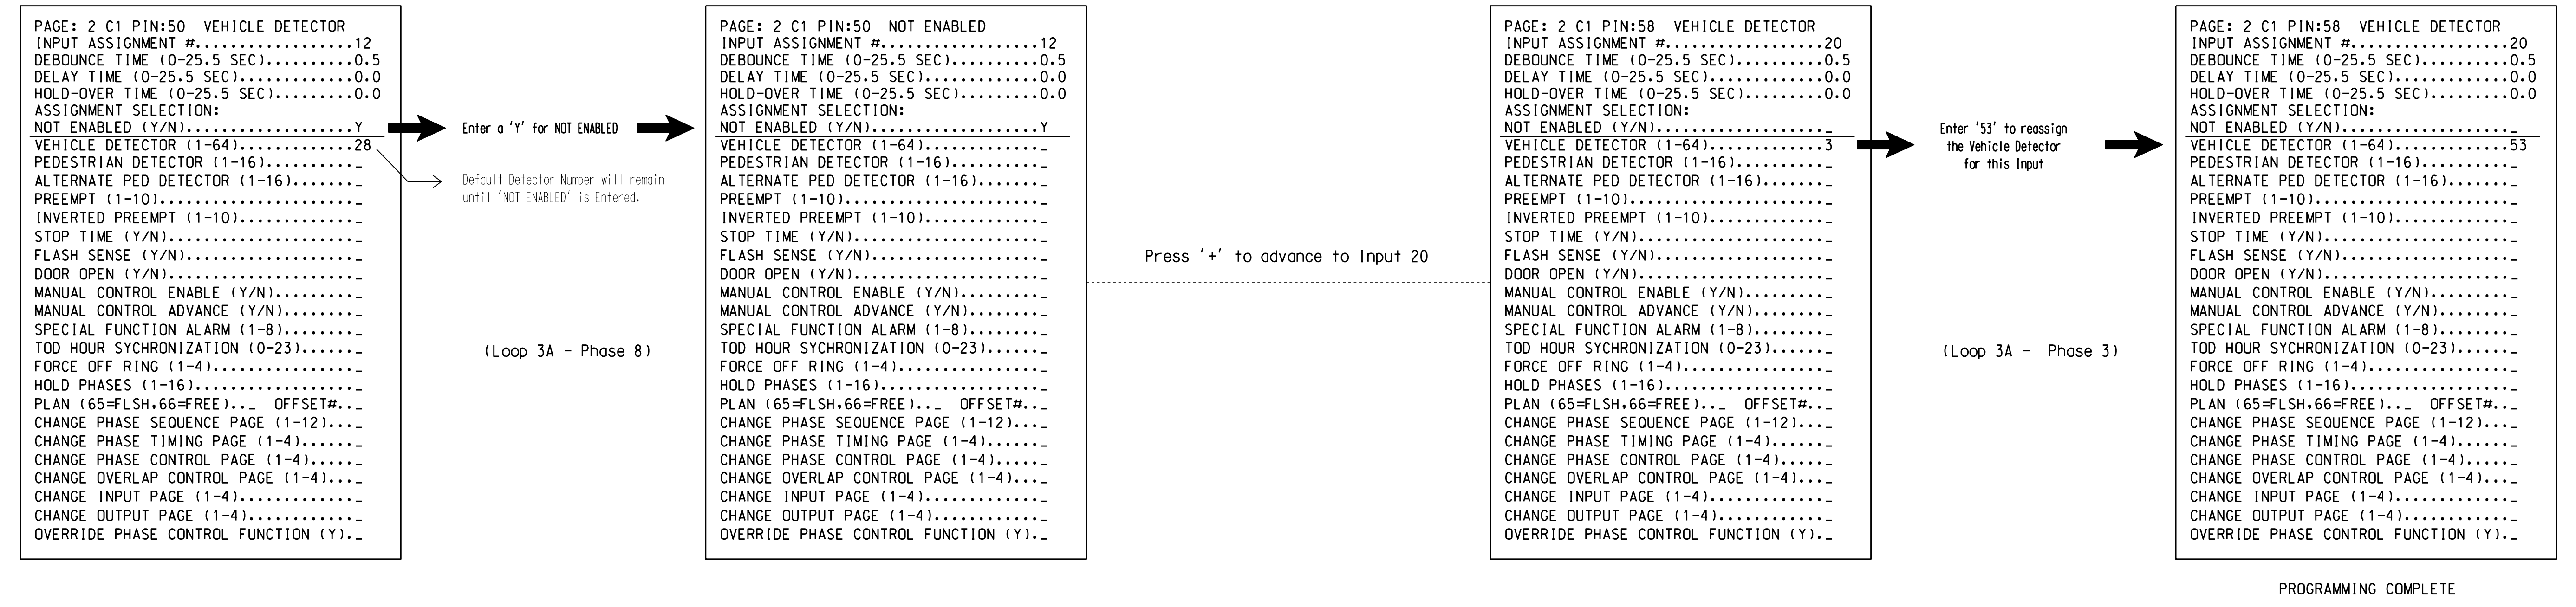 PAGE: 2 C1 PIN:50  VEHICLE DETECTOR
INPUT ASSIGNMENT #..................12
DEBOUNCE TIME (0-25.5 SEC)..........0.5
DELAY TIME (0-25.5 SEC).............0.0
HOLD-OVER TIME (0-25.5 SEC).........0.0
ASSIGNMENT SELECTION:
NOT ENABLED (Y/N)...................Y
VEHICLE DETECTOR (1-64).............28
PEDESTRIAN DETECTOR (1-16).........._
ALTERNATE PED DETECTOR (1-16)......._
PREEMPT (1-10)......................_
INVERTED PREEMPT (1-10)............._
STOP TIME (Y/N)....................._
FLASH SENSE (Y/N)..................._
DOOR OPEN (Y/N)....................._
MANUAL CONTROL ENABLE (Y/N)........._
MANUAL CONTROL ADVANCE (Y/N)........_
SPECIAL FUNCTION ALARM (1-8)........_
TOD HOUR SYCHRONIZATION (0-23)......_
FORCE OFF RING (1-4)................_
HOLD PHASES (1-16).................._
PLAN (65=FLSH,66=FREE).._  OFFSET#.._
CHANGE PHASE SEQUENCE PAGE (1-12)..._
CHANGE PHASE TIMING PAGE (1-4)......_
CHANGE PHASE CONTROL PAGE (1-4)....._
CHANGE OVERLAP CONTROL PAGE (1-4)..._
CHANGE INPUT PAGE (1-4)............._
CHANGE OUTPUT PAGE (1-4)............_
OVERRIDE PHASE CONTROL FUNCTION (Y)._
Enter a 'Y' for NOT ENABLED
Default Detector Number will remain
until 'NOT ENABLED' is Entered.
(Loop 3A - Phase 8)
PAGE: 2 C1 PIN:50  NOT ENABLED
INPUT ASSIGNMENT #..................12
DEBOUNCE TIME (0-25.5 SEC)..........0.5
DELAY TIME (0-25.5 SEC).............0.0
HOLD-OVER TIME (0-25.5 SEC).........0.0
ASSIGNMENT SELECTION:
NOT ENABLED (Y/N)...................Y
VEHICLE DETECTOR (1-64)............._
PEDESTRIAN DETECTOR (1-16).........._
ALTERNATE PED DETECTOR (1-16)......._
PREEMPT (1-10)......................_
INVERTED PREEMPT (1-10)............._
STOP TIME (Y/N)....................._
FLASH SENSE (Y/N)..................._
DOOR OPEN (Y/N)....................._
MANUAL CONTROL ENABLE (Y/N)........._
MANUAL CONTROL ADVANCE (Y/N)........_
SPECIAL FUNCTION ALARM (1-8)........_
TOD HOUR SYCHRONIZATION (0-23)......_
FORCE OFF RING (1-4)................_
HOLD PHASES (1-16).................._
PLAN (65=FLSH,66=FREE).._  OFFSET#.._
CHANGE PHASE SEQUENCE PAGE (1-12)..._
CHANGE PHASE TIMING PAGE (1-4)......_
CHANGE PHASE CONTROL PAGE (1-4)....._
CHANGE OVERLAP CONTROL PAGE (1-4)..._
CHANGE INPUT PAGE (1-4)............._
CHANGE OUTPUT PAGE (1-4)............_
OVERRIDE PHASE CONTROL FUNCTION (Y)._
Press '+' to advance to Input 20
PAGE: 2 C1 PIN:58  VEHICLE DETECTOR
INPUT ASSIGNMENT #..................20
DEBOUNCE TIME (0-25.5 SEC)..........0.5
DELAY TIME (0-25.5 SEC).............0.0
HOLD-OVER TIME (0-25.5 SEC).........0.0
ASSIGNMENT SELECTION:
NOT ENABLED (Y/N)..................._
VEHICLE DETECTOR (1-64).............3
PEDESTRIAN DETECTOR (1-16).........._
ALTERNATE PED DETECTOR (1-16)......._
PREEMPT (1-10)......................_
INVERTED PREEMPT (1-10)............._
STOP TIME (Y/N)....................._
FLASH SENSE (Y/N)..................._
DOOR OPEN (Y/N)....................._
MANUAL CONTROL ENABLE (Y/N)........._
MANUAL CONTROL ADVANCE (Y/N)........_
SPECIAL FUNCTION ALARM (1-8)........_
TOD HOUR SYCHRONIZATION (0-23)......_
FORCE OFF RING (1-4)................_
HOLD PHASES (1-16).................._
PLAN (65=FLSH,66=FREE).._  OFFSET#.._
CHANGE PHASE SEQUENCE PAGE (1-12)..._
CHANGE PHASE TIMING PAGE (1-4)......_
CHANGE PHASE CONTROL PAGE (1-4)....._
CHANGE OVERLAP CONTROL PAGE (1-4)..._
CHANGE INPUT PAGE (1-4)............._
CHANGE OUTPUT PAGE (1-4)............_
OVERRIDE PHASE CONTROL FUNCTION (Y)._
Enter '53' to reassign
the Vehicle Detector
for this Input
(Loop 3A -  Phase 3)
PAGE: 2 C1 PIN:58  VEHICLE DETECTOR
INPUT ASSIGNMENT #..................20
DEBOUNCE TIME (0-25.5 SEC)..........0.5
DELAY TIME (0-25.5 SEC).............0.0
HOLD-OVER TIME (0-25.5 SEC).........0.0
ASSIGNMENT SELECTION:
NOT ENABLED (Y/N)..................._
VEHICLE DETECTOR (1-64).............53
PEDESTRIAN DETECTOR (1-16).........._
ALTERNATE PED DETECTOR (1-16)......._
PREEMPT (1-10)......................_
INVERTED PREEMPT (1-10)............._
STOP TIME (Y/N)....................._
FLASH SENSE (Y/N)..................._
DOOR OPEN (Y/N)....................._
MANUAL CONTROL ENABLE (Y/N)........._
MANUAL CONTROL ADVANCE (Y/N)........_
SPECIAL FUNCTION ALARM (1-8)........_
TOD HOUR SYCHRONIZATION (0-23)......_
FORCE OFF RING (1-4)................_
HOLD PHASES (1-16).................._
PLAN (65=FLSH,66=FREE).._  OFFSET#.._
CHANGE PHASE SEQUENCE PAGE (1-12)..._
CHANGE PHASE TIMING PAGE (1-4)......_
CHANGE PHASE CONTROL PAGE (1-4)....._
CHANGE OVERLAP CONTROL PAGE (1-4)..._
CHANGE INPUT PAGE (1-4)............._
CHANGE OUTPUT PAGE (1-4)............_
OVERRIDE PHASE CONTROL FUNCTION (Y)._
PROGRAMMING COMPLETE